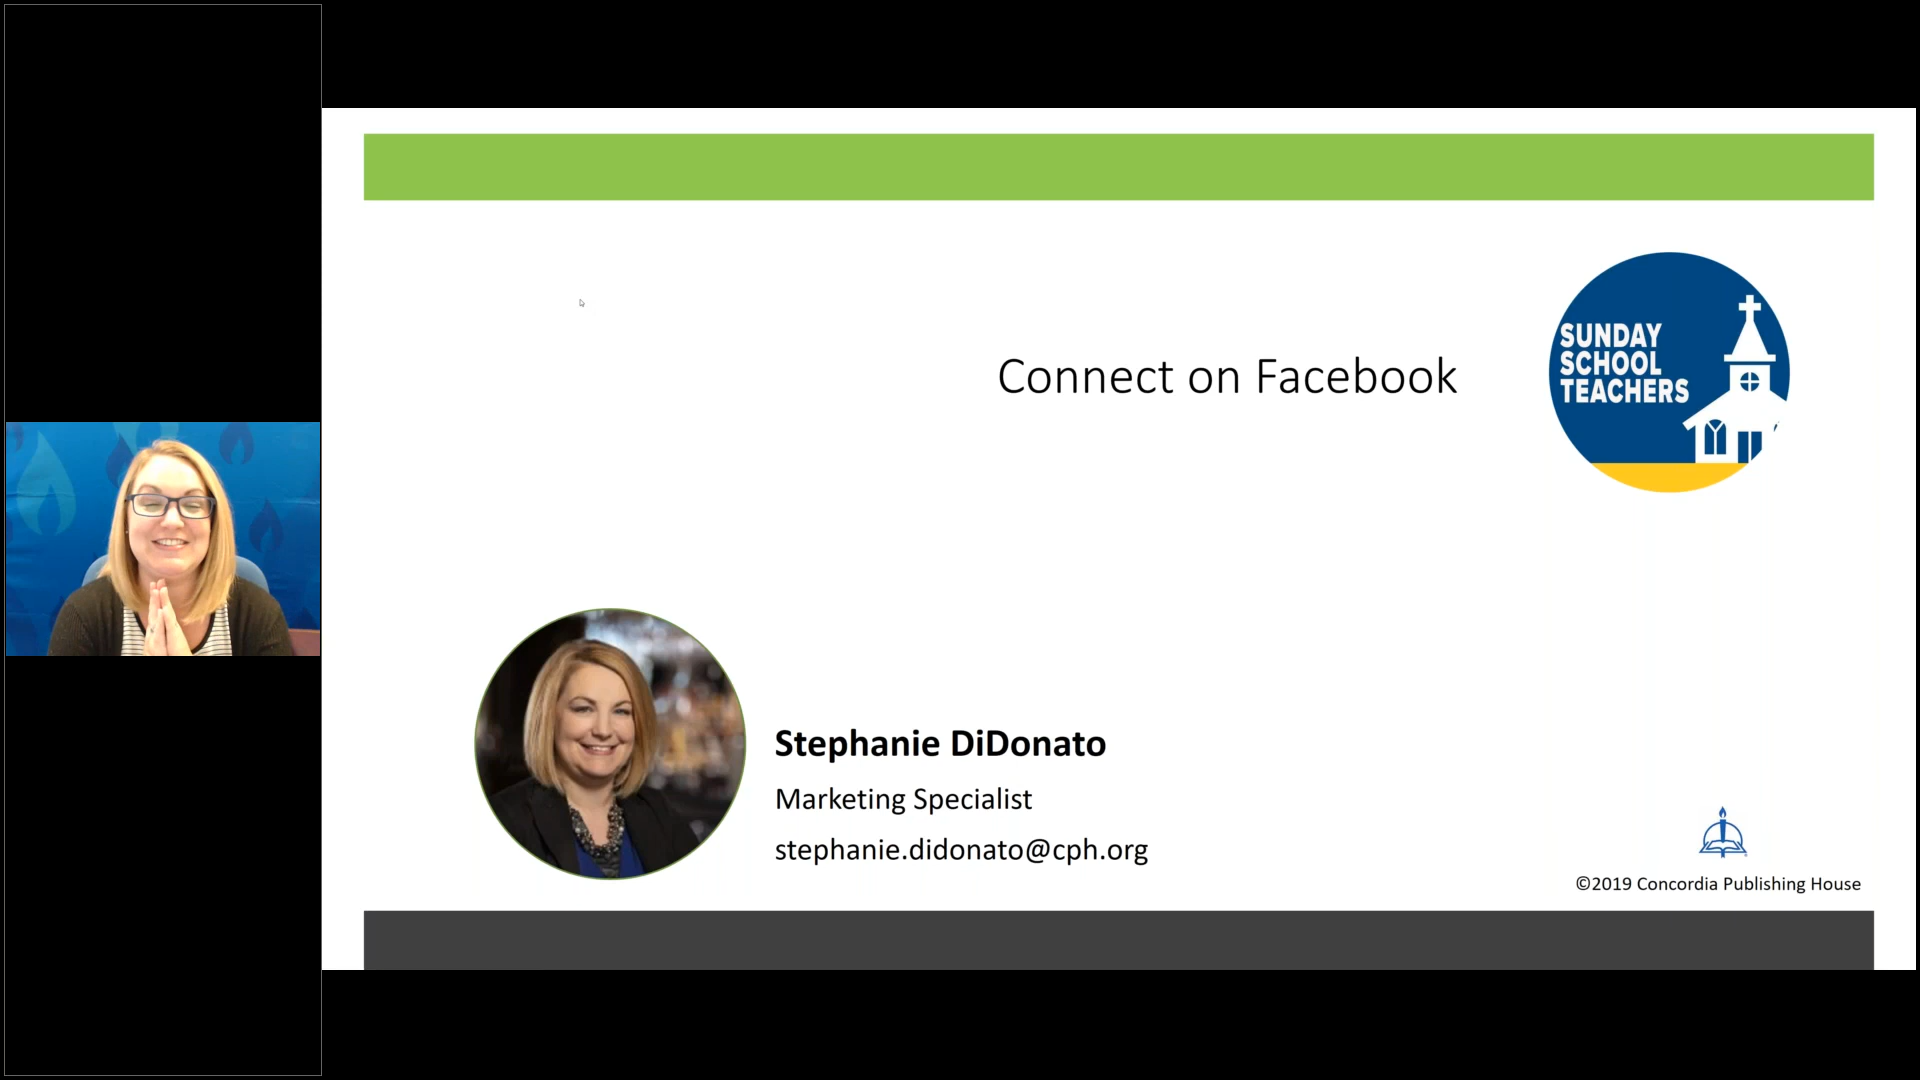 Connect on Facebook
SUNDAY
SCHOOL
TEACHERS
Stephanie DiDonato
Marketing Specialist
stephanie.didonato@cph.org
©2019 Concordia Publishing House